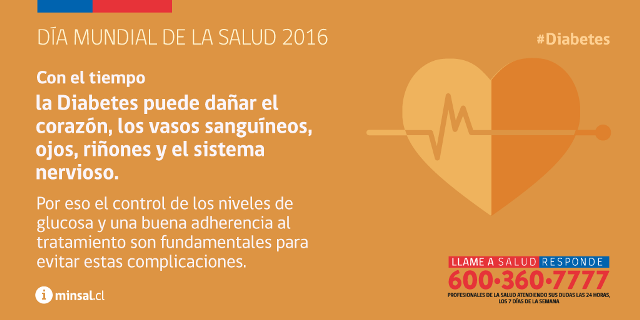 DÍA MUNDIAL DE LA SALUD 2016
#Diabetes
Con el tiempo
la Diabetes puede dañar el
corazón, los vasos sanguíneos,
ojos, riñones y el sistema
nervioso.
Por eso el control de los niveles de
glucosa y una buena adherencia al
tratamiento son fundamentales para
evitar estas complicaciones.
i minsal.cl
LLAME A SALUD RESPONDE
600·360·7777
PROFESIONALES DE LA SALUD ATENDIENDO SUS DUDAS LAS 24 HORAS,
LOS 7 DÍAS DE LA SEMANA